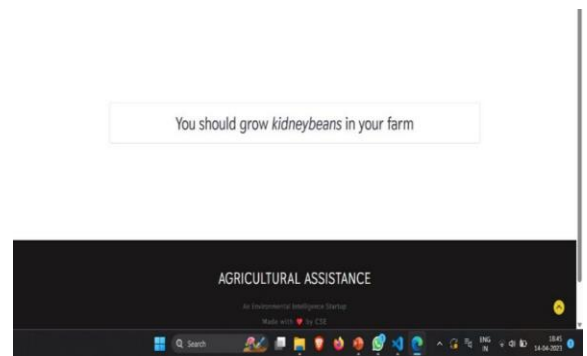 You should grow kidneybeans in your farm
AGRICULTURAL ASSISTANCE
An Environmental Intelligence Startup
Made with ❤ by CSE
Search
ENG
IN
18:45
14-04-2023